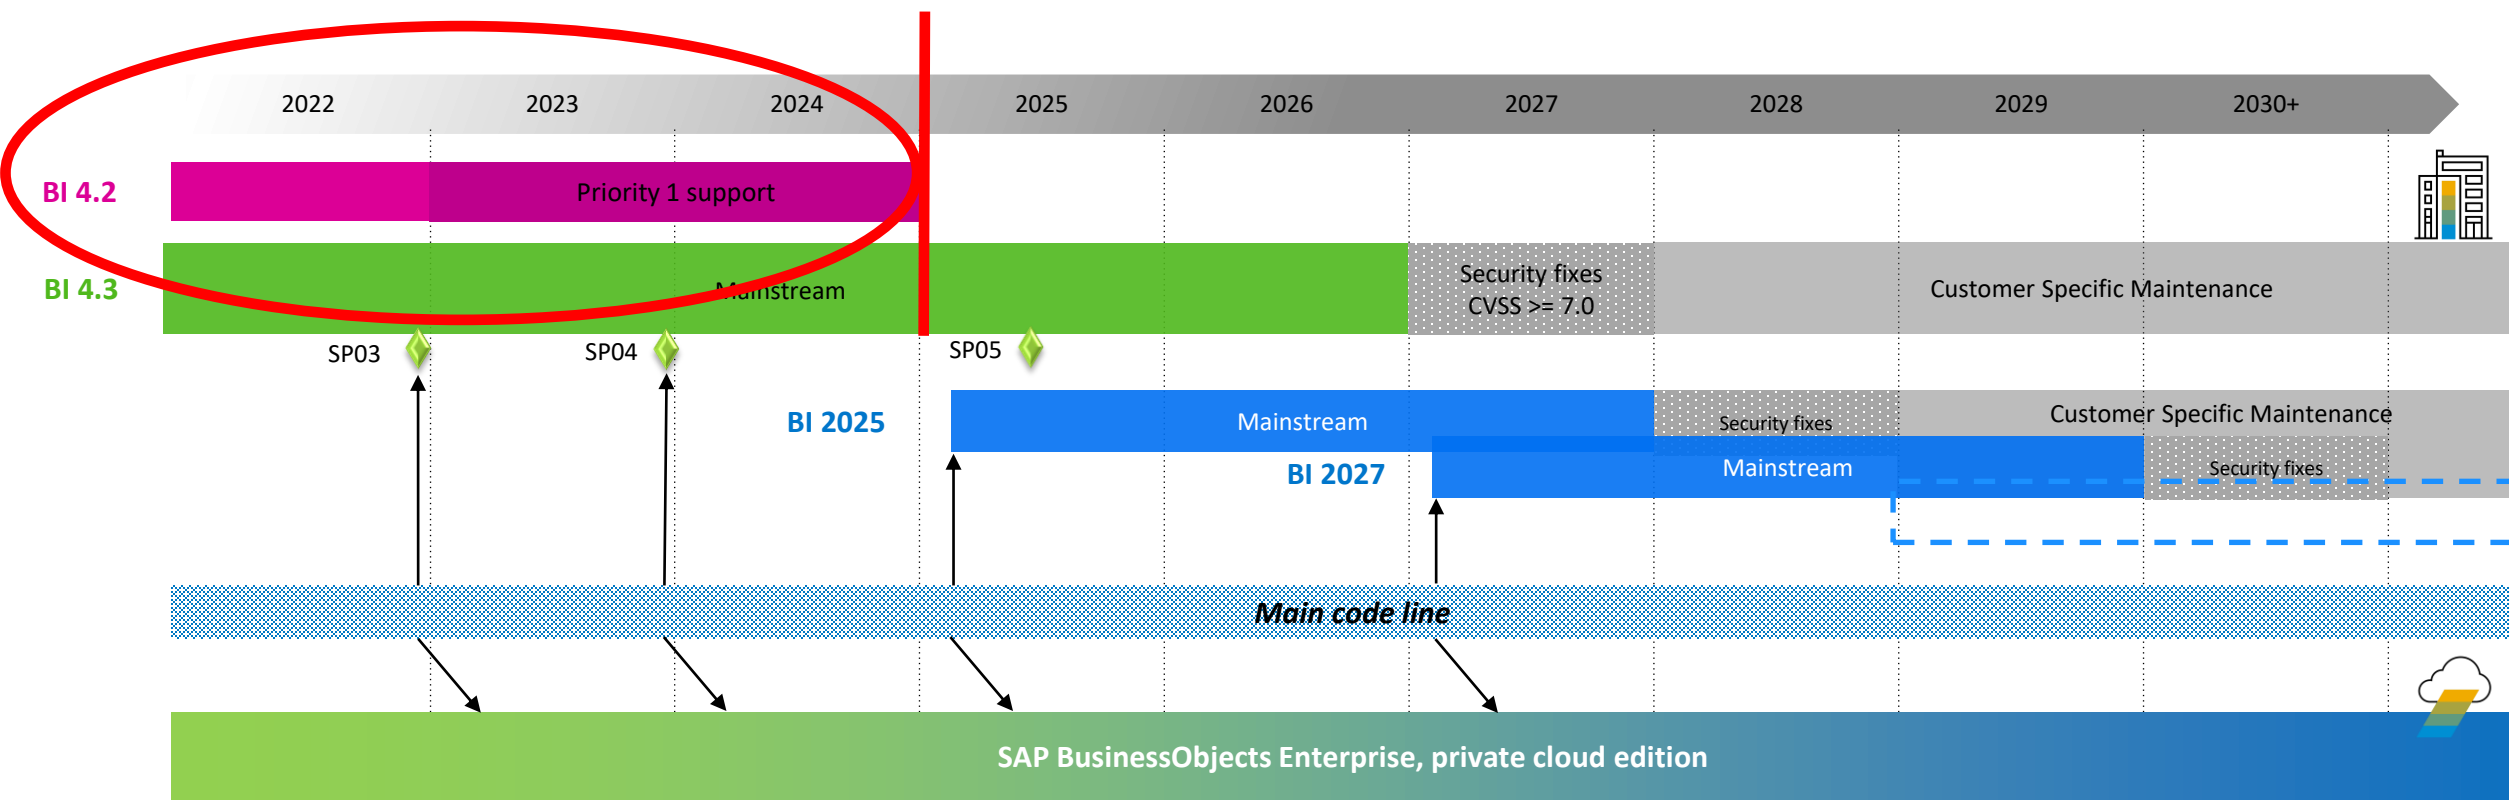 2022 2023 2024 2025 2026 2027 2028 2029 2030+
BI 4.2 Priority 1 support
BI 4.3 Mainstream Security fixes
CVSS >= 7.0 Customer Specific Maintenance
SP03 SP04 SP05
BI 2025 Mainstream Security fixes Customer Specific Maintenance
BI 2027 Mainstream Security fixes
Main code line
SAP BusinessObjects Enterprise, private cloud edition